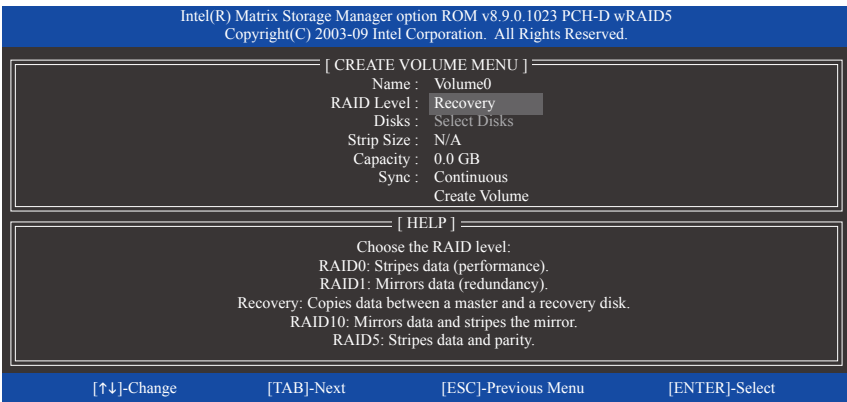 Intel(R) Matrix Storage Manager option ROM v8.9.0.1023 PCH-D wRAID5
Copyright(C) 2003-09 Intel Corporation. All Rights Reserved.
[ CREATE VOLUME MENU ]
Name : Volume0
RAID Level : Recovery
Disks : Select Disks
Strip Size : N/A
Capacity : 0.0 GB
Sync : Continuous
Create Volume
[ HELP ]
Choose the RAID level:
RAID0: Stripes data (performance).
RAID1: Mirrors data (redundancy).
Recovery: Copies data between a master and a recovery disk.
RAID10: Mirrors data and stripes the mirror.
RAID5: Stripes data and parity.
[↑↓]-Change [TAB]-Next [ESC]-Previous Menu [ENTER]-Select